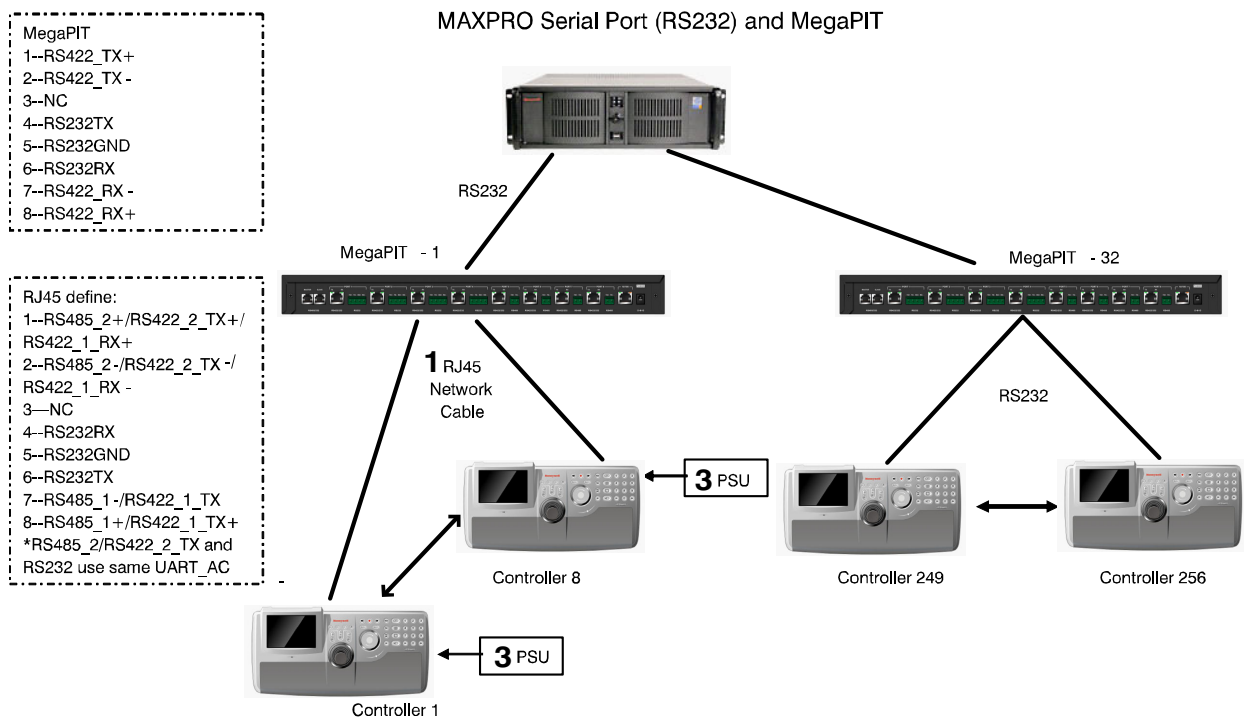 MAXPRO Serial Port (RS232) and MegaPIT
MegaPIT
1--RS422_TX+
2--RS422_TX -
3--NC
4--RS232TX
5--RS232GND
6--RS232RX
7--RS422_RX -
8--RS422_RX+
RS232
MegaPIT - 1
MegaPIT - 32
RJ45 define:
1--RS485_2+/RS422_2_TX+/
RS422_1_RX+
2--RS485_2-/RS422_2_TX -/
RS422_1_RX -
3—NC
4--RS232RX
5--RS232GND
6--RS232TX
7--RS485_1-/RS422_1_TX
8--RS485_1+/RS422_1_TX+
*RS485_2/RS422_2_TX and
RS232 use same UART_AC
-
1 RJ45
Network
Cable
RS232
3 PSU
Controller 8
Controller 249
Controller 256
3 PSU
Controller 1